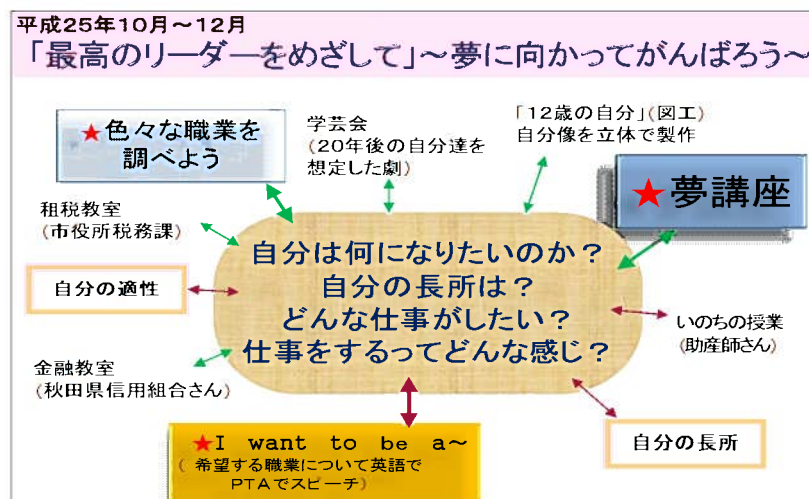 平成25年10月～12月
「最高のリーダーをめざして」～夢に向かってがんばろう～
★色々な職業を
調べよう
学芸会
(20年後の自分達を
想定した劇)
「12歳の自分」(図工)
自分像を立体で製作
★夢講座
租税教室
(市役所税務課)
自分は何になりたいのか？
自分の長所は？
どんな仕事がしたい？
仕事をするってどんな感じ？
自分の適性
いのちの授業
(助産師さん)
金融教室
(秋田県信用組合さん)
★I want to be a～
( 希望する職業について英語で
PTAでスピーチ)
自分の長所